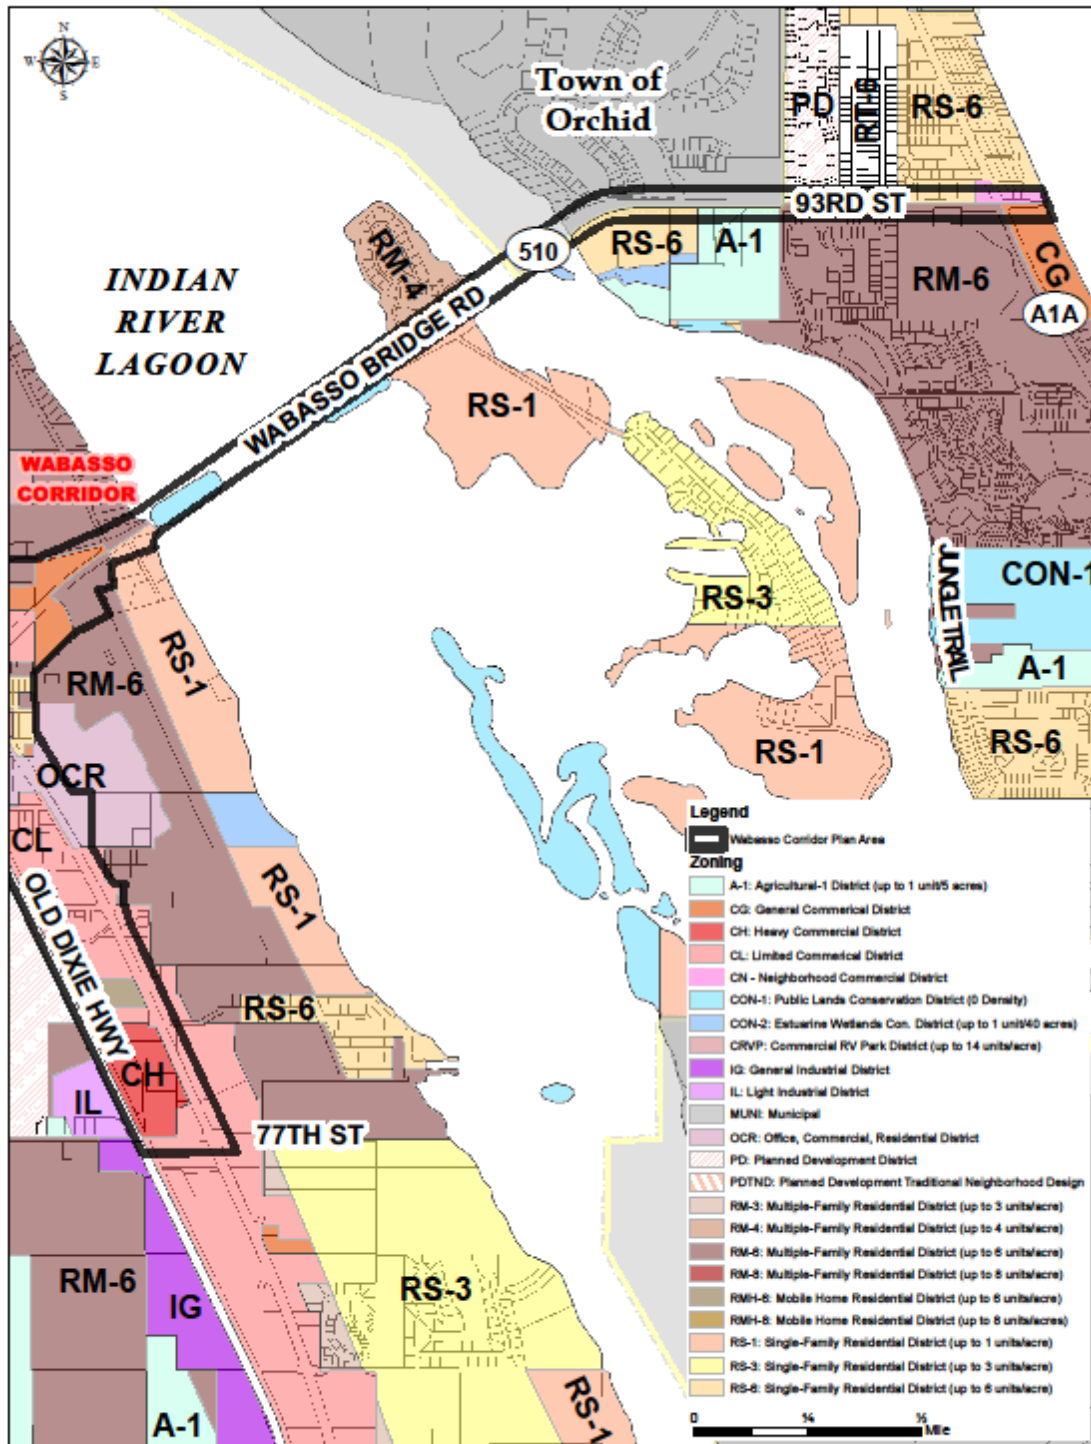 N
W E
S
Town of
Orchid
PD
RT-6
RS-6
93RD ST
510
RS-6
A-1
RM-6
CG
A1A
RM-4
INDIAN
RIVER
LAGOON
WABASSO BRIDGE RD
RS-1
WABASSO
CORRIDOR
JUNGLE TRAIL
CON-1
RS-3
RS-1
RM-6
A-1
RS-6
RS-1
OCR
CL
RS-1
OLD DIXIE HWY
RS-6
CH
IL
77TH ST
RM-6
IG
RS-3
A-1
RS-1
Legend
Wabasso Corridor Plan Area
Zoning
A-1: Agricultural-1 District (up to 1 unit/5 acres)
CG: General Commerical District
CH: Heavy Commercial District
CL: Limited Commerical District
CN - Neighborhood Commercial District
CON-1: Public Lands Conservation District (0 Density)
CON-2: Estuarine Wetlands Con. District (up to 1 unit/40 acres)
CRVP: Commercial RV Park District (up to 14 units/acre)
IG: General Industrial District
IL: Light Industrial District
MUNI: Municipal
OCR: Office, Commercial, Residential District
PD: Planned Development District
PDTND: Planned Development Traditional Neighborhood Design
RM-3: Multiple-Family Residential District (up to 3 units/acre)
RM-4: Multiple-Family Residential District (up to 4 units/acre)
RM-6: Multiple-Family Residential District (up to 6 units/acre)
RM-8: Multiple-Family Residential District (up to 8 units/acre)
RMH-6: Mobile Home Residential District (up to 6 units/acre)
RMH-8: Mobile Home Residential District (up to 8 units/acres)
RS-1: Single-Family Residential District (up to 1 units/acre)
RS-3: Single-Family Residential District (up to 3 units/acre)
RS-6: Single-Family Residential District (up to 6 units/acre)
0
Mile